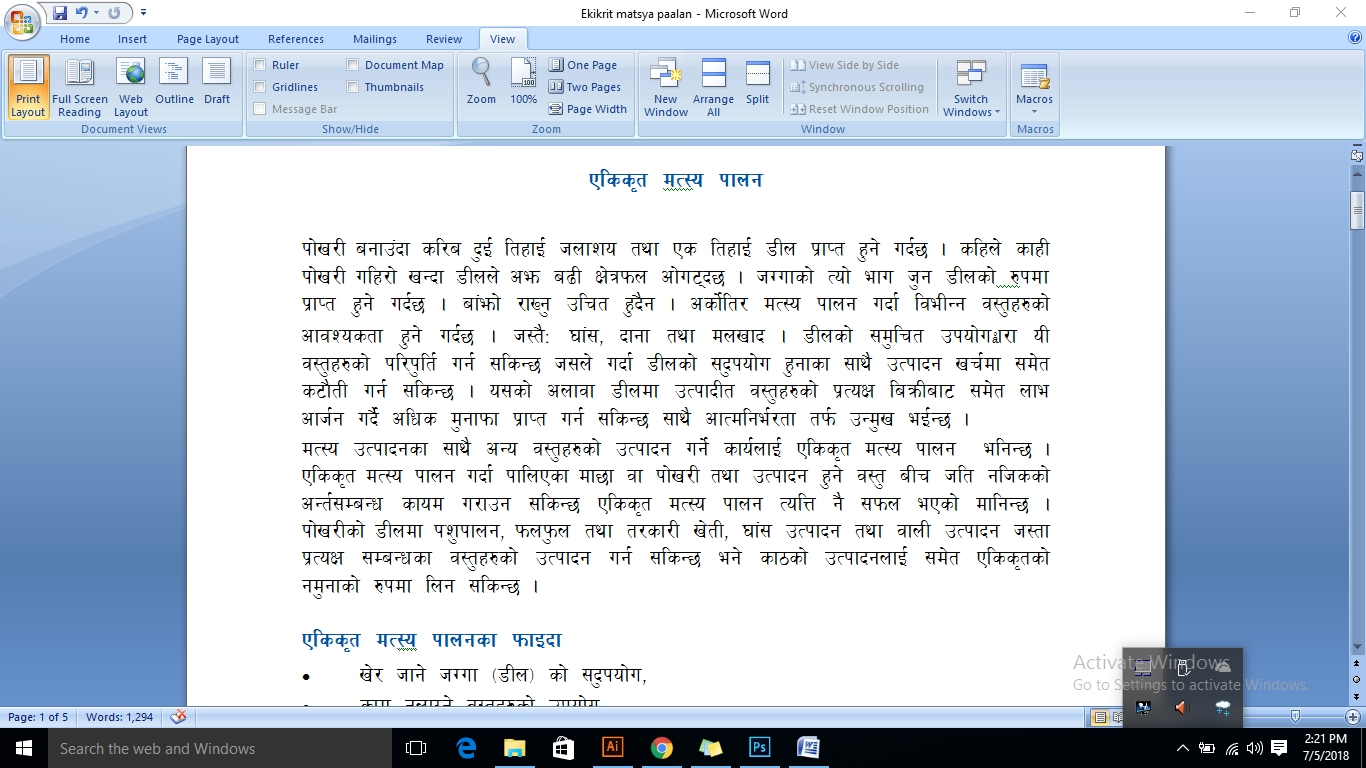 Ekikrit matsya paalan - Microsoft Word
Home Insert Page Layout References Mailings Review View
Ruler Document Map One Page View Side by Side
Gridlines Thumbnails Two Pages Synchronous Scrolling
Print Layout Full Screen Reading Web Layout Outline Draft Message Bar Zoom 100% Page Width New Window Arrange All Split Reset Window Position Switch Windows Macros
Document Views Show/Hide Zoom Window Macros
एकिकृत मत्स्य पालन
पोखरी बनाउंदा करिब दुई तिहाई जलाशय तथा एक तिहाई डील प्राप्त हुने गर्दछ । कहिले काही
पोखरी गहिरो खन्दा डीलले अझ बढी क्षेत्रफल ओगट्दछ । जग्गाको त्यो भाग जुन डीलको रुपमा
प्राप्त हुने गर्दछ । बांझो राख्नु उचित हुदैन । अर्कोतिर मत्स्य पालन गर्दा विभीन्न वस्तुहरुको
आवश्यकता हुने गर्दछ । जस्तै: घांस, दाना तथा मलखाद । डीलको समुचित यी
वस्तुहरुको परिपुर्ति गर्न सकिन्छ जसले गर्दा डीलको सदुपयोग हुनाका साथै उत्पादन खर्चमा समेत
कटौती गर्न सकिन्छ । यसको अलावा डीलमा उत्पादीत वस्तुहरुको प्रत्यक्ष बिक्रीबाट समेत लाभ
आर्जन गर्दै अधिक मुनाफा प्राप्त गर्न सकिन्छ साथै आत्मनिर्भरता तर्फ उन्मुख भईन्छ ।
मत्स्य उत्पादनका साथै अन्य वस्तुहरुको उत्पादन गर्ने कार्यलाई एकिकृत मत्स्य पालन भनिन्छ ।
एकिकृत मत्स्य पालन गर्दा पालिएका माछा वा पोखरी तथा उत्पादन हुने वस्तु बीच जति नजिकको
अर्न्तसम्बन्ध कायम गराउन सकिन्छ एकिकृत मत्स्य पालन त्यत्ति नै सफल भएको मानिन्छ ।
पोखरीको डीलमा पशुपालन, फलफुल तथा तरकारी खेती, घांस उत्पादन तथा वाली उत्पादन जस्ता
प्रत्यक्ष सम्बन्धका वस्तुहरुको उत्पादन गर्न सकिन्छ भने काठको उत्पादनलाई समेत एकिकृतको
नमुनाको रुपमा लिन सकिन्छ ।
एकिकृत मत्स्य पालनका फाइदा
• खेर जाने जग्गा (डील) को सदुपयोग,
Activate Windows
Go to Settings to activate Windows.
Page: 1 of 5 Words: 1,294
Search the web and Windows
2:21 PM
7/5/2018